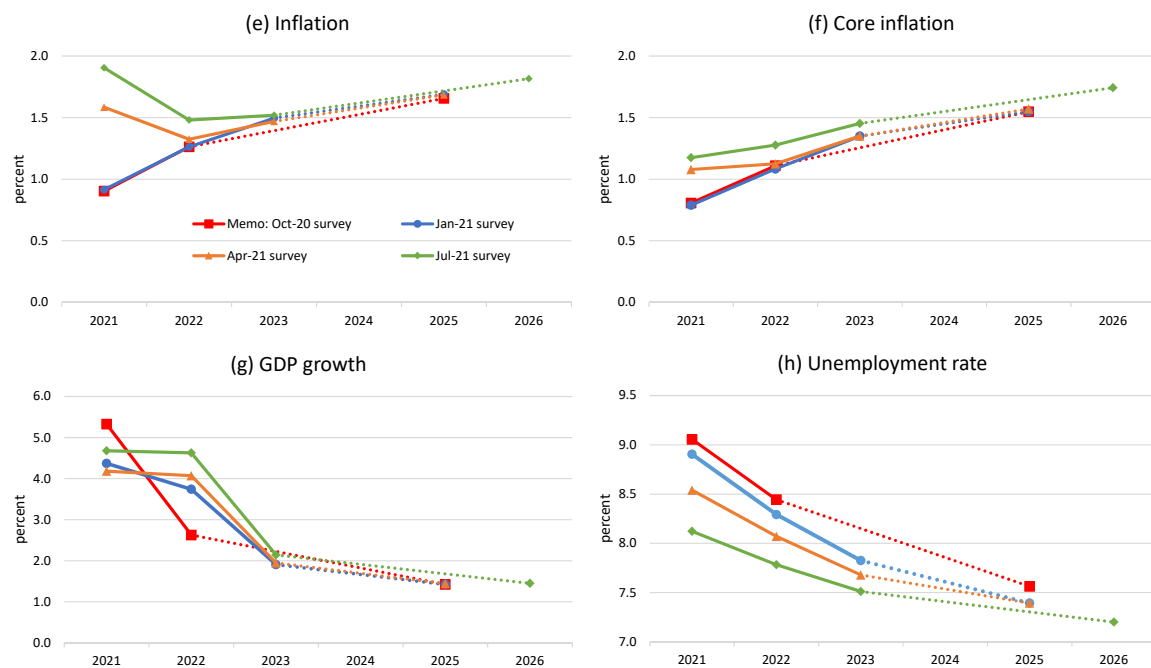 (e) Inflation
2.0
1.5
1.0
0.5
0.0
percent
Memo: Oct-20 survey
Jan-21 survey
Apr-21 survey
Jul-21 survey
2021 2022 2023 2024 2025 2026
(f) Core inflation
2.0
1.5
1.0
0.5
0.0
percent
2021 2022 2023 2024 2025 2026
(g) GDP growth
6.0
5.0
4.0
3.0
2.0
1.0
0.0
percent
2021 2022 2023 2024 2025 2026
(h) Unemployment rate
9.5
9.0
8.5
8.0
7.5
7.0
percent
2021 2022 2023 2024 2025 2026